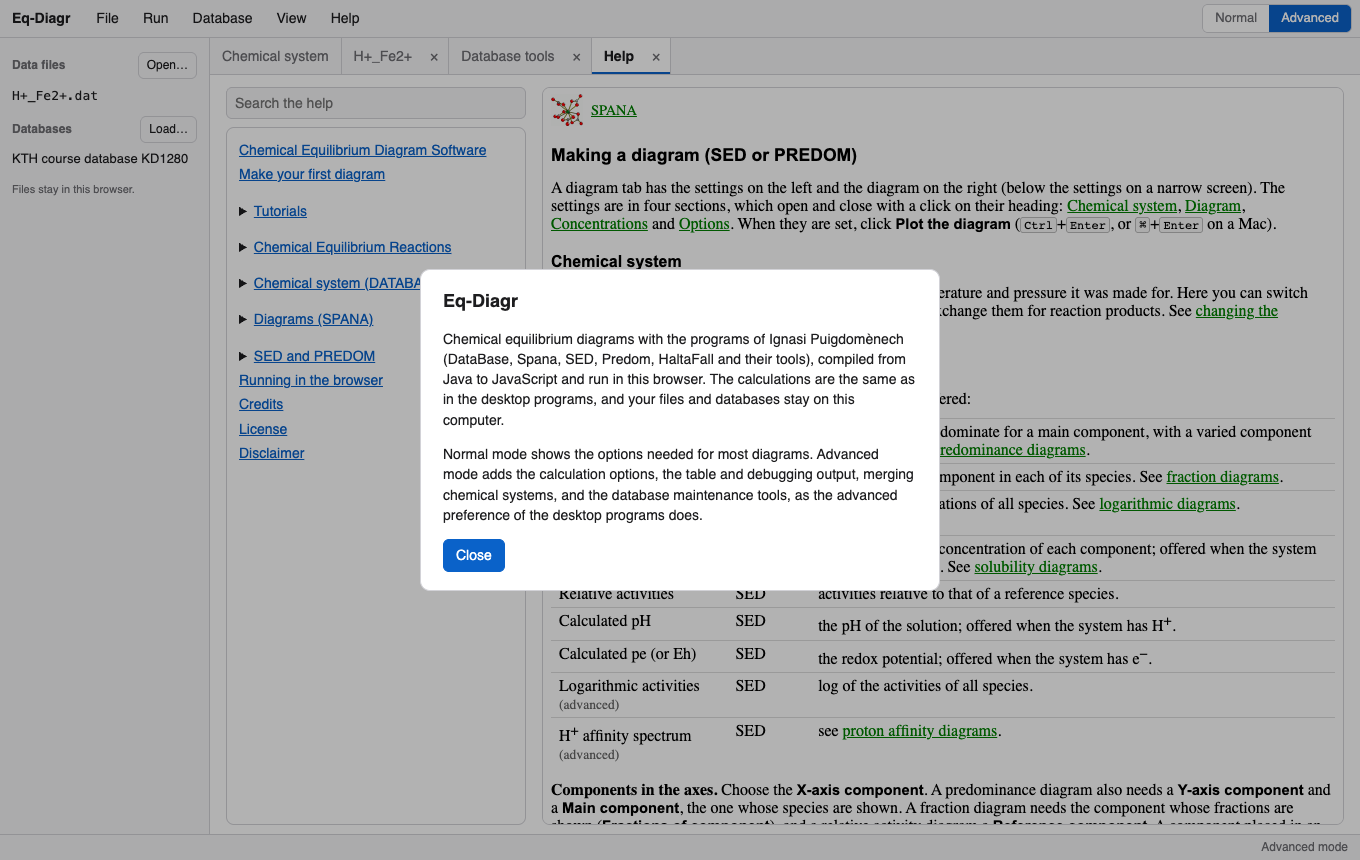 Eq-Diagr File Run Database View Help Normal Advanced
Data files Open…
H+_Fe2+.dat
Databases Load…
KTH course database KD1280
Files stay in this browser.
Chemical system H+_Fe2+ × Database tools × Help ×
Search the help
Chemical Equilibrium Diagram Software
Make your first diagram
▶ Tutorials
▶ Chemical Equilibrium Reactions
▶ Chemical system (DATABA
▶ Diagrams (SPANA)
▶ SED and PREDOM
Running in the browser
Credits
License
Disclaimer
SPANA
Making a diagram (SED or PREDOM)
A diagram tab has the settings on the left and the diagram on the right (below the settings on a narrow screen). The
settings are in four sections, which open and close with a click on their heading: Chemical system, Diagram,
Concentrations and Options. When they are set, click Plot the diagram (Ctrl+Enter, or ⌘+Enter on a Mac).
Chemical system
erature and pressure it was made for. Here you can switch
change them for reaction products. See changing the
ered:
dominate for a main component, with a varied component
redominance diagrams.
mponent in each of its species. See fraction diagrams.
ations of all species. See logarithmic diagrams.
concentration of each component; offered when the system
. See solubility diagrams.
Relative activities SED activities relative to that of a reference species.
Calculated pH SED the pH of the solution; offered when the system has H+.
Calculated pe (or Eh) SED the redox potential; offered when the system has e−.
Logarithmic activities SED log of the activities of all species.
(advanced)
H+ affinity spectrum SED see proton affinity diagrams.
(advanced)
Components in the axes. Choose the X-axis component. A predominance diagram also needs a Y-axis component and
a Main component, the one whose species are shown. A fraction diagram needs the component whose fractions are
shown (Fractions of component), and a relative activity diagram a Reference component. A component placed in an
Eq-Diagr
Chemical equilibrium diagrams with the programs of Ignasi Puigdomènech
(DataBase, Spana, SED, Predom, HaltaFall and their tools), compiled from
Java to JavaScript and run in this browser. The calculations are the same as
in the desktop programs, and your files and databases stay on this
computer.
Normal mode shows the options needed for most diagrams. Advanced
mode adds the calculation options, the table and debugging output, merging
chemical systems, and the database maintenance tools, as the advanced
preference of the desktop programs does.
Close
Advanced mode